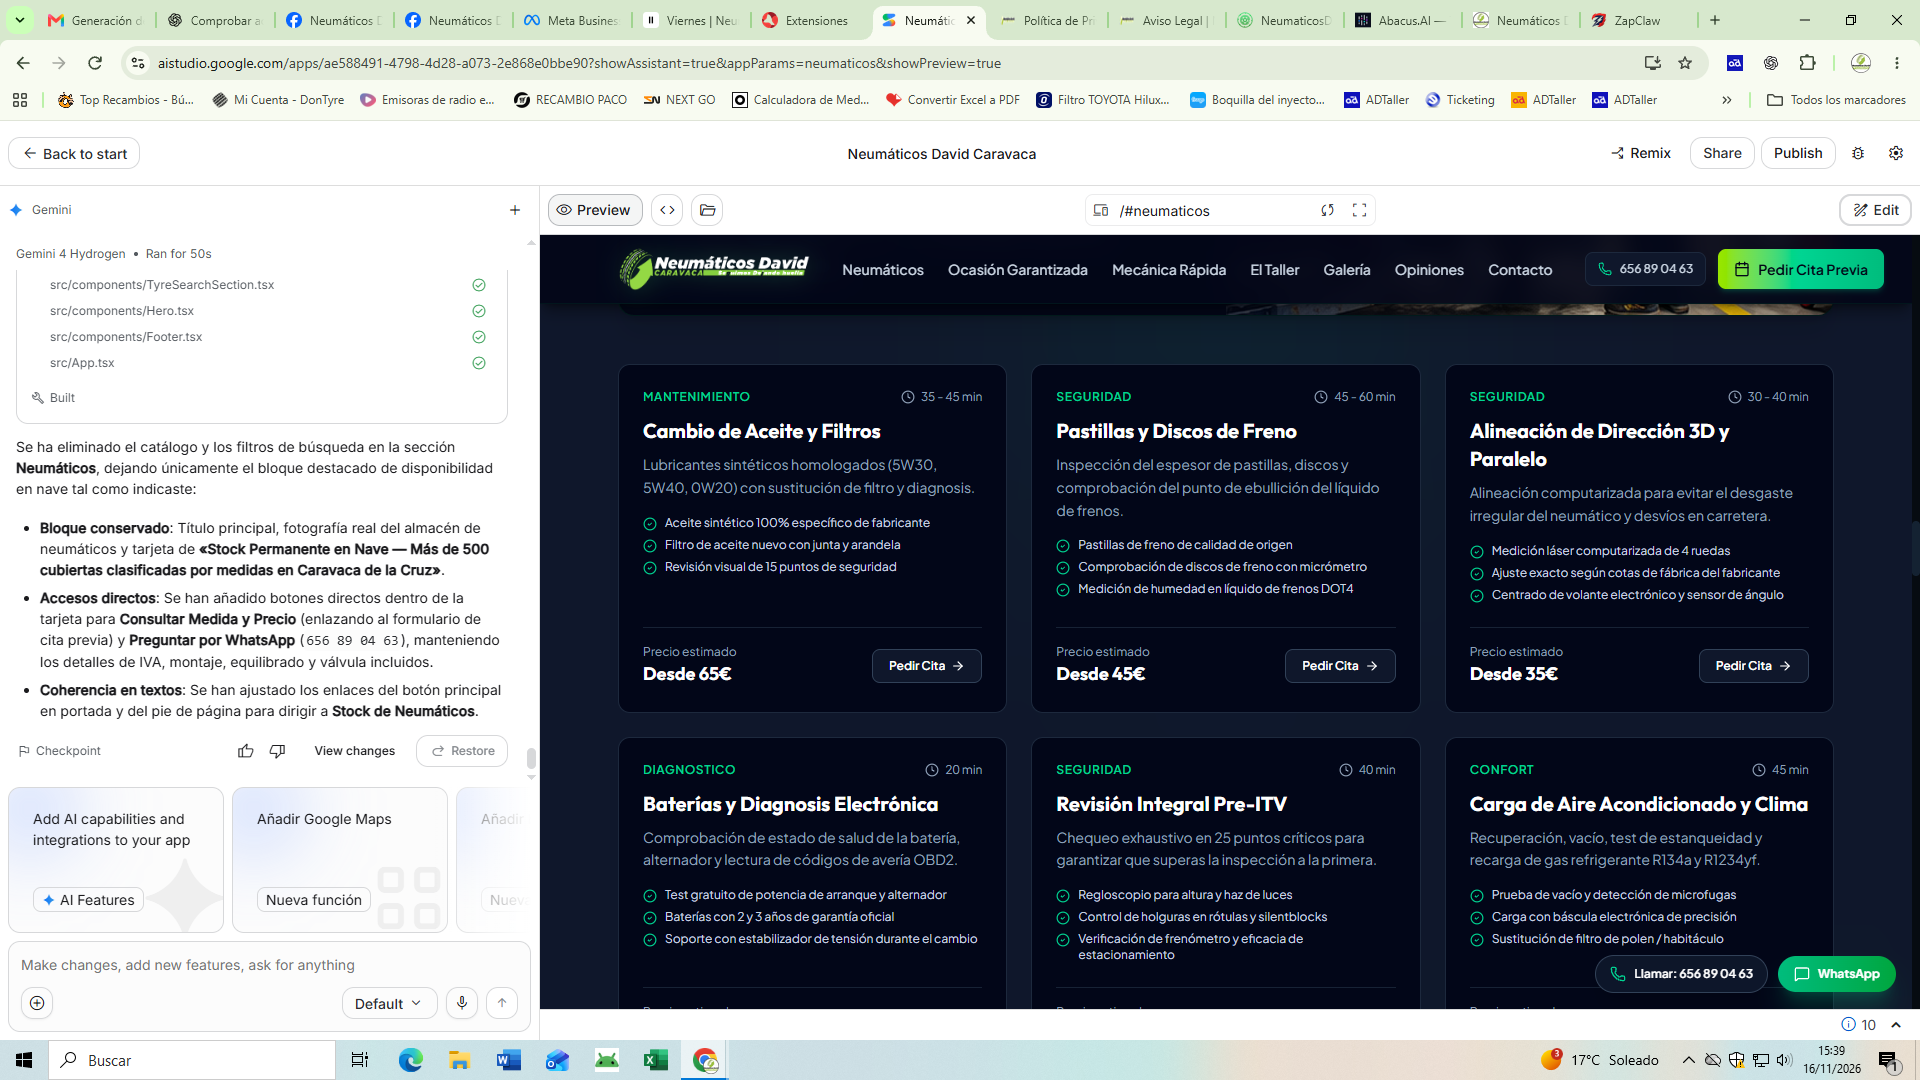 Generación d
Comprobar a
Neumáticos D
Neumáticos D
Meta Business
Viernes | Neu
Extensiones
Neumátic
Política de Pri
Aviso Legal |
NeumaticosD
Abacus.AI —
Neumáticos D
ZapClaw
aistudio.google.com/apps/ae588491-4798-4d28-a073-2e868e0bbe90?showAssistant=true&appParams=neumaticos&showPreview=true
Top Recambios - Bú...
Mi Cuenta - DonTyre
Emisoras de radio e...
RECAMBIO PACO
NEXT GO
Calculadora de Med...
Convertir Excel a PDF
Filtro TOYOTA Hilux...
Boquilla del inyecto...
ADTaller
Ticketing
ADTaller
ADTaller
Todos los marcadores
Back to start
Neumáticos David Caravaca
Remix
Share
Publish
Gemini
Preview
/#neumaticos
Edit
Gemini 4 Hydrogen • Ran for 50s
src/components/TyreSearchSection.tsx
src/components/Hero.tsx
src/components/Footer.tsx
src/App.tsx
Built
Se ha eliminado el catálogo y los filtros de búsqueda en la sección
Neumáticos, dejando únicamente el bloque destacado de disponibilidad
en nave tal como indicaste:
• Bloque conservado: Título principal, fotografía real del almacén de
neumáticos y tarjeta de «Stock Permanente en Nave — Más de 500
cubiertas clasificadas por medidas en Caravaca de la Cruz».
• Accesos directos: Se han añadido botones directos dentro de la
tarjeta para Consultar Medida y Precio (enlazando al formulario de
cita previa) y Preguntar por WhatsApp (656 89 04 63), manteniendo
los detalles de IVA, montaje, equilibrado y válvula incluidos.
• Coherencia en textos: Se han ajustado los enlaces del botón principal
en portada y del pie de página para dirigir a Stock de Neumáticos.
Checkpoint
View changes
Restore
Add AI capabilities and
integrations to your app
AI Features
Añadir Google Maps
Nueva función
Añadir
Nueva
Make changes, add new features, ask for anything
Default
Neumáticos David
CARAVACA
Neumáticos
Ocasión Garantizada
Mecánica Rápida
El Taller
Galería
Opiniones
Contacto
656 89 04 63
Pedir Cita Previa
MANTENIMIENTO
35 - 45 min
Cambio de Aceite y Filtros
Lubricantes sintéticos homologados (5W30,
5W40, 0W20) con sustitución de filtro y diagnosis.
Aceite sintético 100% específico de fabricante
Filtro de aceite nuevo con junta y arandela
Revisión visual de 15 puntos de seguridad
Precio estimado
Desde 65€
Pedir Cita →
SEGURIDAD
45 - 60 min
Pastillas y Discos de Freno
Inspección del espesor de pastillas, discos y
comprobación del punto de ebullición del líquido
de frenos.
Pastillas de freno de calidad de origen
Comprobación de discos de freno con micrómetro
Medición de humedad en líquido de frenos DOT4
Precio estimado
Desde 45€
Pedir Cita →
SEGURIDAD
30 - 40 min
Alineación de Dirección 3D y
Paralelo
Alineación computarizada para evitar el desgaste
irregular del neumático y desvíos en carretera.
Medición láser computarizada de 4 ruedas
Ajuste exacto según cotas de fábrica del fabricante
Centrado de volante electrónico y sensor de ángulo
Precio estimado
Desde 35€
Pedir Cita →
DIAGNOSTICO
20 min
Baterías y Diagnosis Electrónica
Comprobación de estado de salud de la batería,
alternador y lectura de códigos de avería OBD2.
Test gratuito de potencia de arranque y alternador
Baterías con 2 y 3 años de garantía oficial
Soporte con estabilizador de tensión durante el cambio
SEGURIDAD
40 min
Revisión Integral Pre-ITV
Chequeo exhaustivo en 25 puntos críticos para
garantizar que superas la inspección a la primera.
Regloscopio para altura y haz de luces
Control de holguras en rótulas y silentblocks
Verificación de frenómetro y eficacia de
estacionamiento
CONFORT
45 min
Carga de Aire Acondicionado y Clima
Recuperación, vacío, test de estanqueidad y
recarga de gas refrigerante R134a y R1234yf.
Prueba de vacío y detección de microfugas
Carga con báscula electrónica de precisión
Sustitución de filtro de polen / habitáculo
Llamar: 656 89 04 63
WhatsApp
10
Buscar
17°C Soleado
15:39
16/11/2026